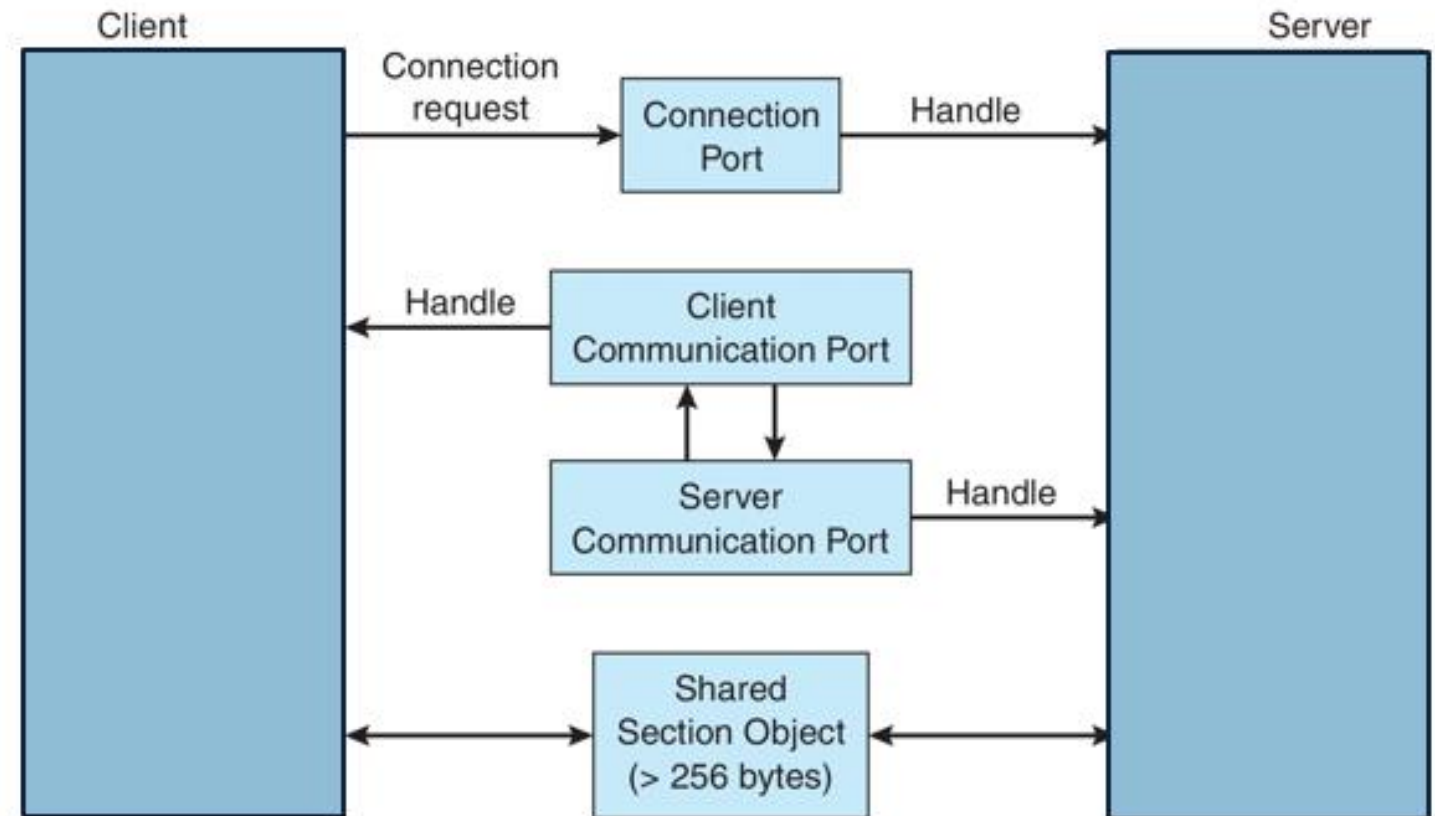 Client
Server
Connection
request
Connection
Port
Handle
Handle
Client
Communication Port
Server
Communication Port
Handle
Shared
Section Object
(> 256 bytes)